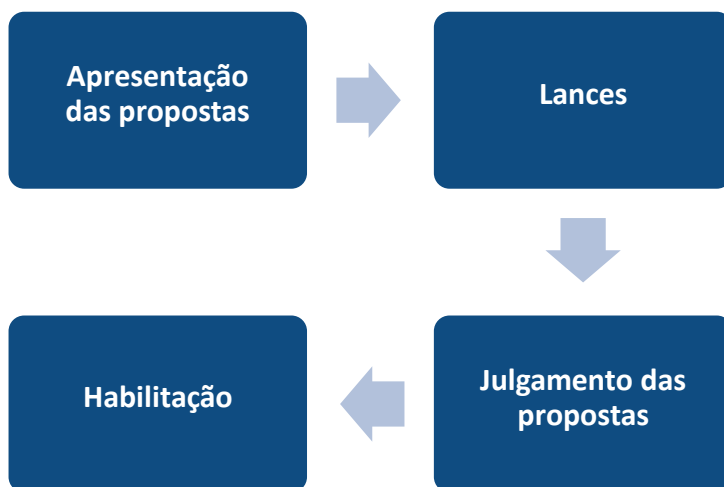 Apresentação
das propostas
Lances
Julgamento das
propostas
Habilitação